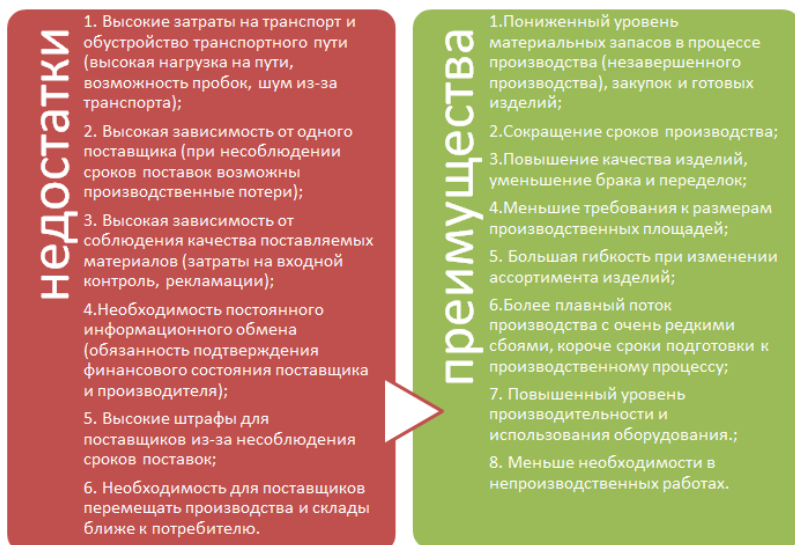 недостатки
1. Высокие затраты на транспорт и
обустройство транспортного пути
(высокая нагрузка на пути,
возможность пробок, шум из-за
транспорта);
2. Высокая зависимость от одного
поставщика (при несоблюдении
сроков поставок возможны
производственные потери);
3. Высокая зависимость от
соблюдения качества поставляемых
материалов (затраты на входной
контроль, рекламации);
4.Необходимость постоянного
информационного обмена
(обязанность подтверждения
финансового состояния поставщика
и производителя);
5. Высокие штрафы для
поставщиков из-за несоблюдения
сроков поставок;
6. Необходимость для поставщиков
перемещать производства и склады
ближе к потребителю.
преимущества
1.Пониженный уровень
материальных запасов в процессе
производства (незавершенного
производства), закупок и готовых
изделий;
2.Сокращение сроков производства;
3.Повышение качества изделий,
уменьшение брака и переделок;
4.Меньшие требования к размерам
производственных площадей;
5. Большая гибкость при изменении
ассортимента изделий;
6.Более плавный поток
производства с очень редкими
сбоями, короче сроки подготовки к
производственному процессу;
7. Повышенный уровень
производительности и
использования оборудования.;
8. Меньше необходимости в
непроизводственных работах.